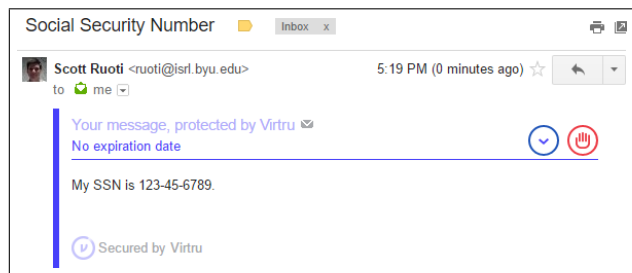 Social Security Number Inbox x
Scott Ruoti <ruoti@isrl.byu.edu> 5:19 PM (0 minutes ago)
to me
Your message, protected by Virtru
No expiration date
My SSN is 123-45-6789.
v Secured by Virtru